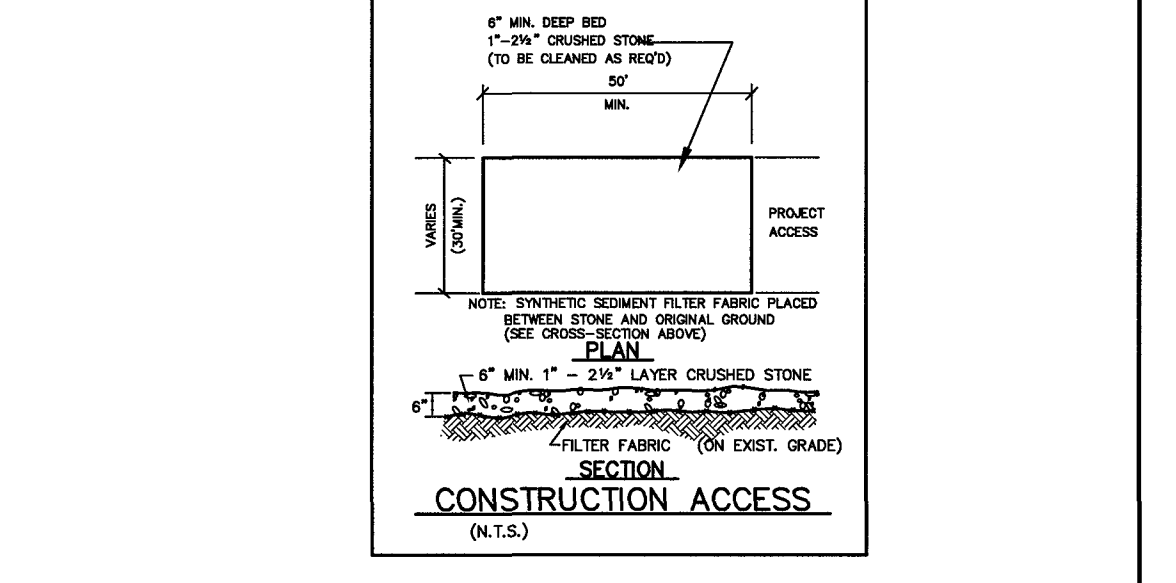 6" MIN. DEEP BED
1"-2½" CRUSHED STONE
(TO BE CLEANED AS REQ'D)
50'
MIN.
VARIES
(30'MIN.)
PROJECT
ACCESS
NOTE: SYNTHETIC SEDIMENT FILTER FABRIC PLACED
BETWEEN STONE AND ORIGINAL GROUND
(SEE CROSS-SECTION ABOVE)
PLAN
6" MIN. 1" - 2½" LAYER CRUSHED STONE
6"
FILTER FABRIC (ON EXIST. GRADE)
SECTION
CONSTRUCTION ACCESS
(N.T.S.)